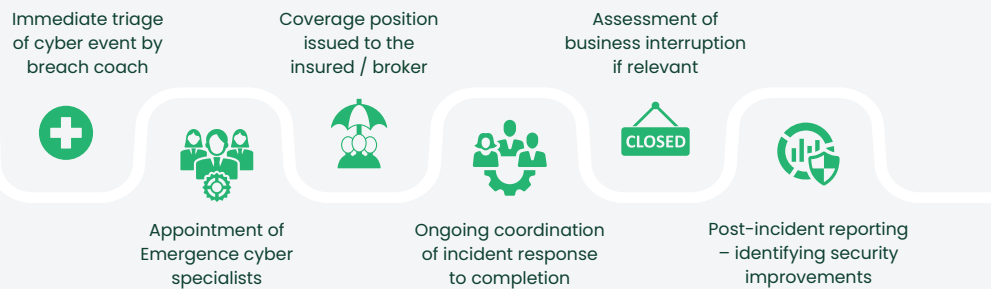 Immediate triage
of cyber event by
breach coach
Appointment of
Emergence cyber
specialists
Coverage position
issued to the
insured / broker
Ongoing coordination
of incident response
to completion
Assessment of
business interruption
if relevant
CLOSED
Post-incident reporting
– identifying security
improvements